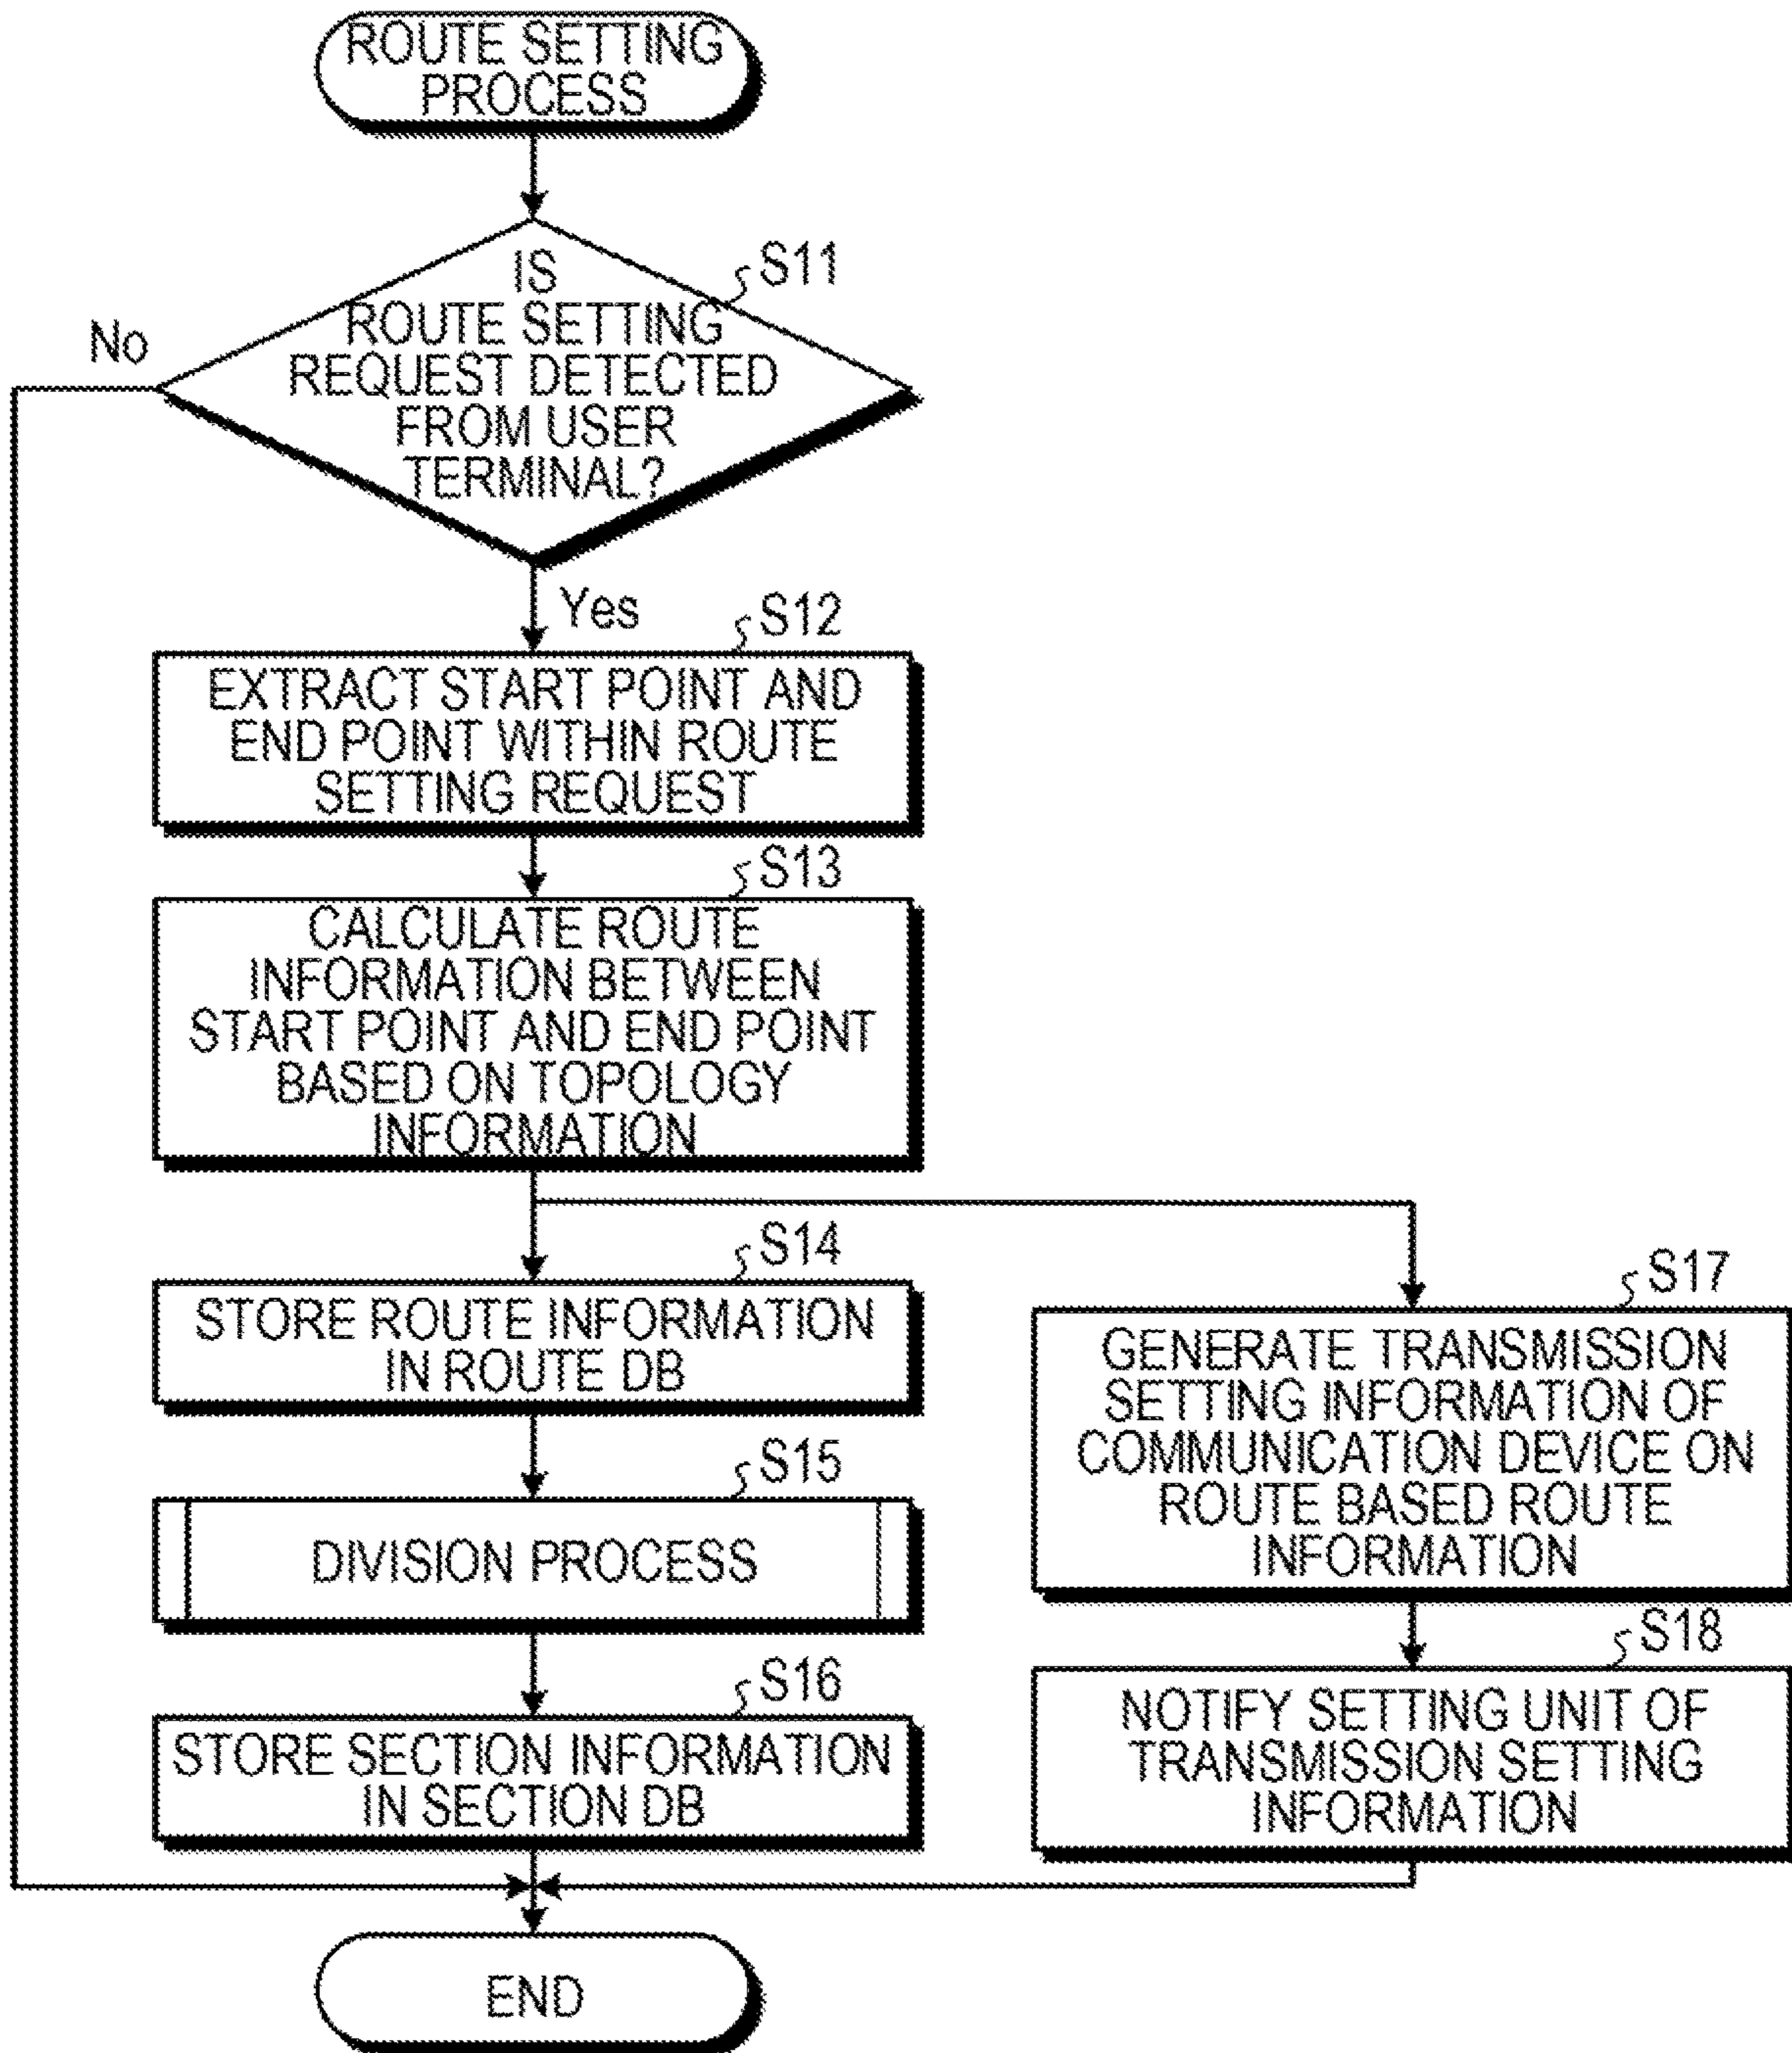 ROUTE SETTING
PROCESS
S11
IS
ROUTE SETTING
REQUEST DETECTED
FROM USER
TERMINAL?
No
Yes
S12
EXTRACT START POINT AND
END POINT WITHIN ROUTE
SETTING REQUEST
S13
CALCULATE ROUTE
INFORMATION BETWEEN
START POINT AND END POINT
BASED ON TOPOLOGY
INFORMATION
S14
STORE ROUTE INFORMATION
IN ROUTE DB
S15
DIVISION PROCESS
S16
STORE SECTION INFORMATION
IN SECTION DB
S17
GENERATE TRANSMISSION
SETTING INFORMATION OF
COMMUNICATION DEVICE ON
ROUTE BASED ROUTE
INFORMATION
S18
NOTIFY SETTING UNIT OF
TRANSMISSION SETTING
INFORMATION
END